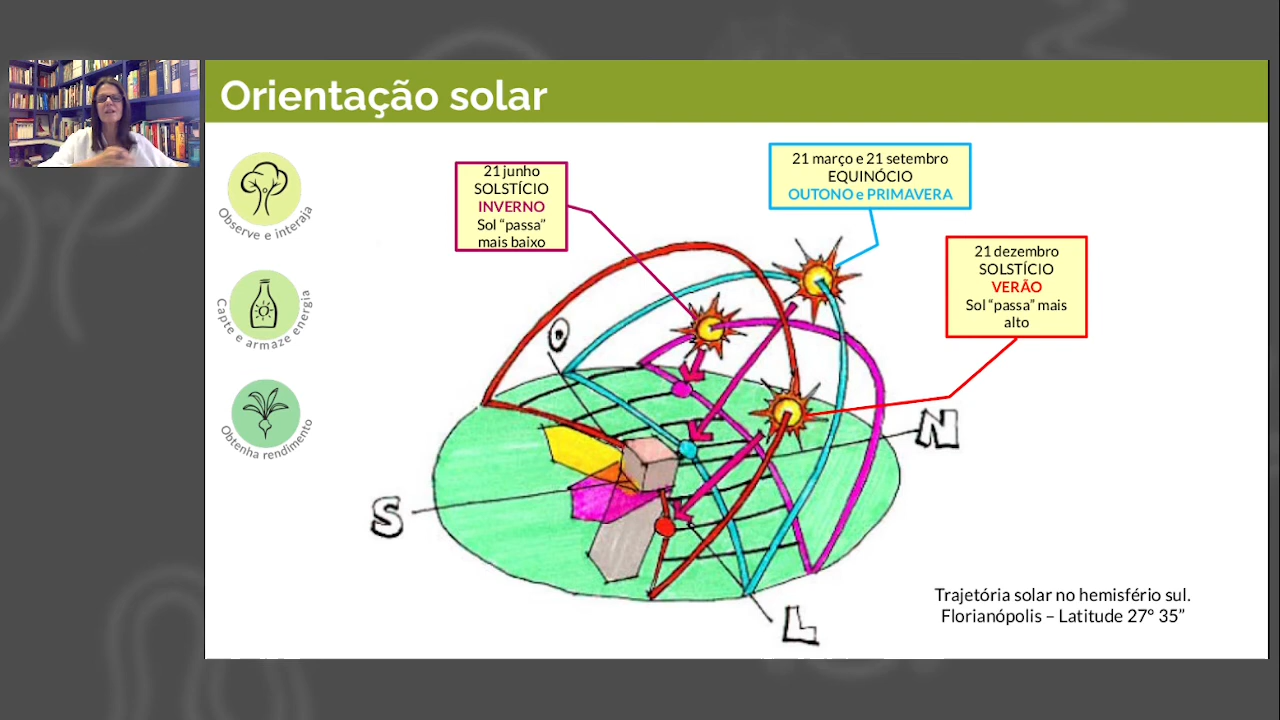 Orientação solar
Observe e interaja
Capte e armaze energia
Obtenha rendimento
21 junho
SOLSTÍCIO
INVERNO
Sol “passa”
mais baixo
21 março e 21 setembro
EQUINÓCIO
OUTONO e PRIMAVERA
21 dezembro
SOLSTÍCIO
VERÃO
Sol “passa” mais
alto
O
N
S
L
Trajetória solar no hemisfério sul.
Florianópolis – Latitude 27° 35”